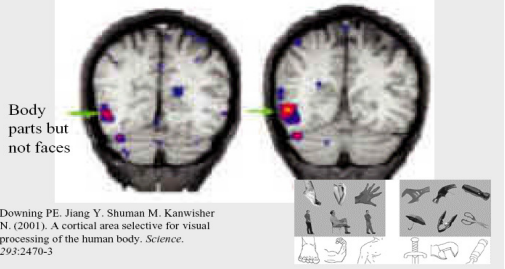 Body
parts but
not faces
Downing PE. Jiang Y. Shuman M. Kanwisher
N. (2001). A cortical area selective for visual
processing of the human body. Science.
293:2470-3